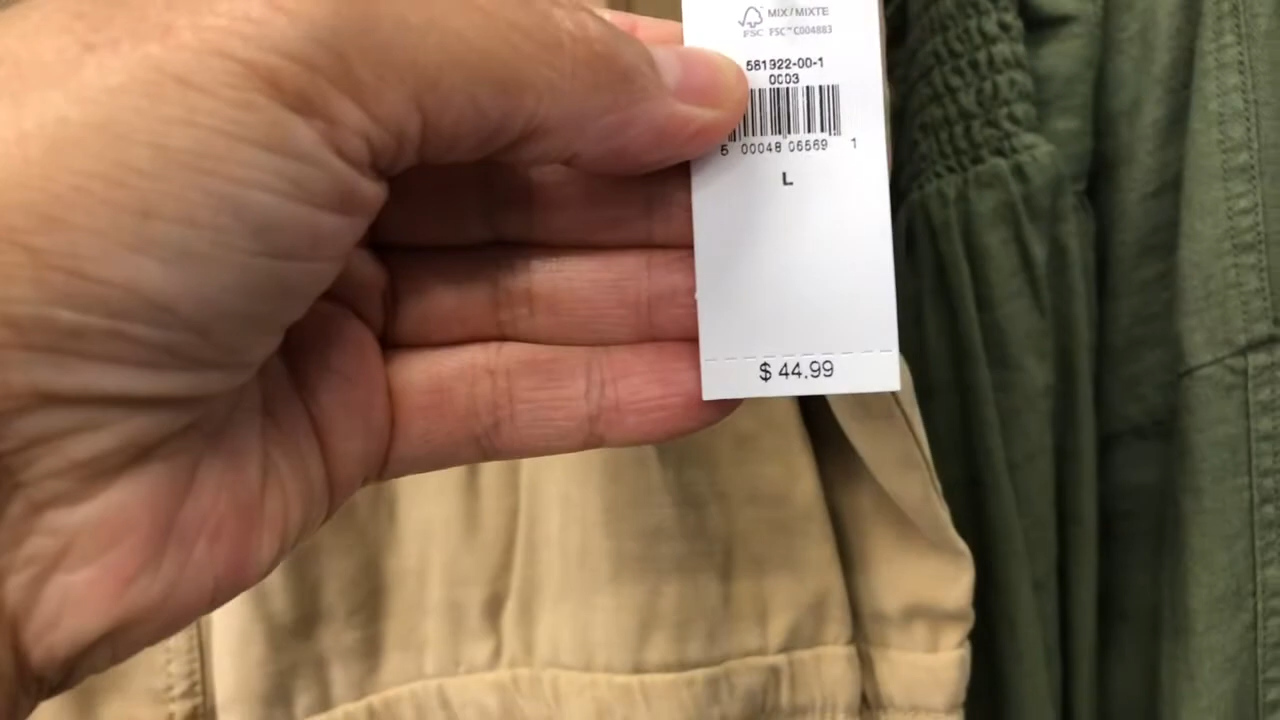 MIX/MIXTE
FSC FSC™ C004883
581922-00-1
0003
5 00048 06569 1
L
$ 44.99